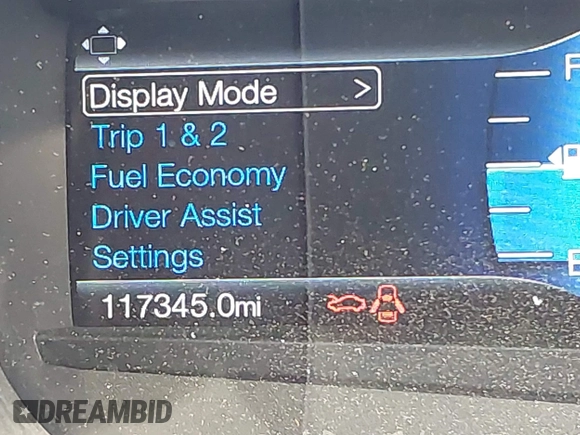 Display Mode >
Trip 1 & 2
Fuel Economy
Driver Assist
Settings
117345.0mi
F
E
DREAMBID